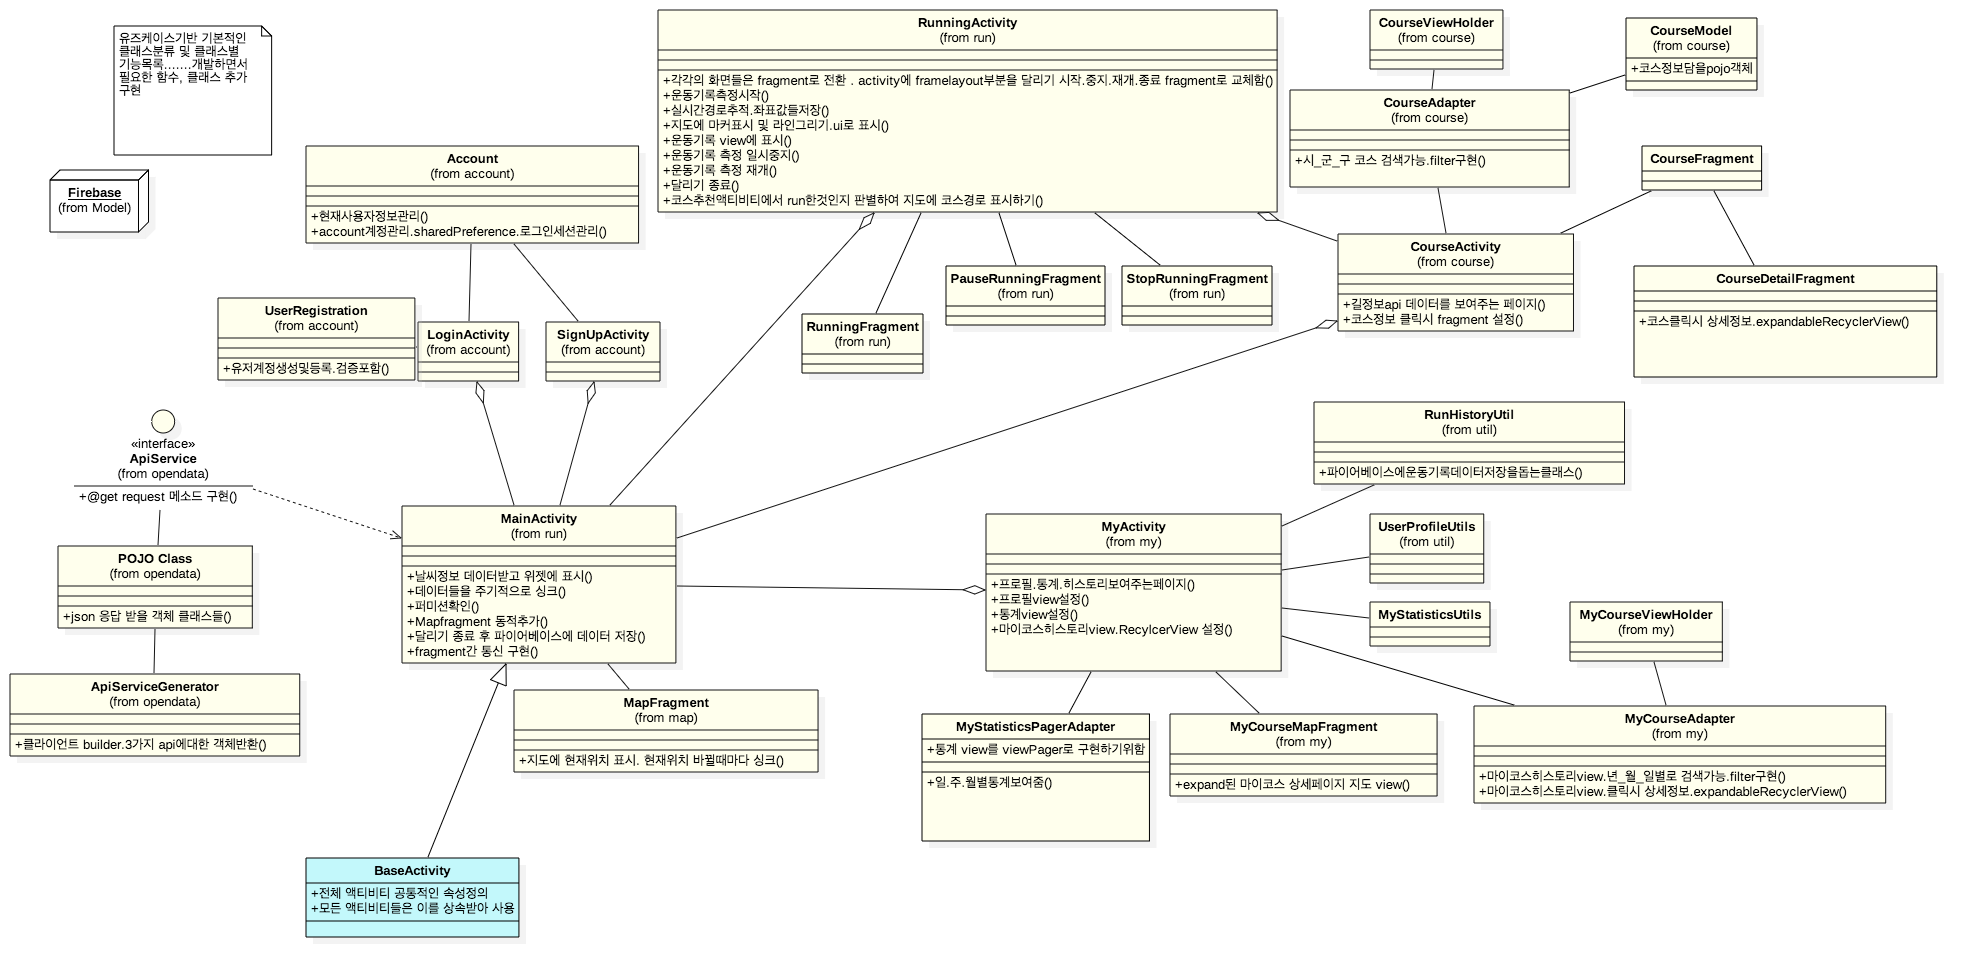 유즈케이스기반 기본적인
클래스분류 및 클래스별
기능목록.......개발하면서
필요한 함수, 클래스 추가
구현
Firebase
(from Model)
Account
(from account)
+현재사용자정보관리()
+account계정관리.sharedPreference.로그인세션관리()
RunningActivity
(from run)
+각각의 화면들은 fragment로 전환 . activity에 framelayout부분을 달리기 시작.중지.재개.종료 fragment로 교체함()
+운동기록측정시작()
+실시간경로추적.좌표값들저장()
+지도에 마커표시 및 라인그리기.ui로 표시()
+운동기록 view에 표시()
+운동기록 측정 일시중지()
+운동기록 측정 재개()
+달리기 종료()
+코스추천액티비티에서 run한것인지 판별하여 지도에 코스경로 표시하기()
CourseViewHolder
(from course)
CourseModel
(from course)
+코스정보담을pojo객체
CourseAdapter
(from course)
+시_군_구 코스 검색가능.filter구현()
CourseFragment
CourseActivity
(from course)
+길정보api 데이터를 보여주는 페이지()
+코스정보 클릭시 fragment 설정()
CourseDetailFragment
+코스클릭시 상세정보.expandableRecyclerView()
UserRegistration
(from account)
+유저계정생성및등록.검증포함()
LoginActivity
(from account)
SignUpActivity
(from account)
RunningFragment
(from run)
PauseRunningFragment
(from run)
StopRunningFragment
(from run)
«interface»
ApiService
(from opendata)
+@get request 메소드 구현()
POJO Class
(from opendata)
+json 응답 받을 객체 클래스들()
ApiServiceGenerator
(from opendata)
+클라이언트 builder.3가지 api에대한 객체반환()
MainActivity
(from run)
+날씨정보 데이터받고 위젯에 표시()
+데이터들을 주기적으로 싱크()
+퍼미션확인()
+Mapfragment 동적추가()
+달리기 종료 후 파이어베이스에 데이터 저장()
+fragment간 통신 구현()
MapFragment
(from map)
+지도에 현재위치 표시. 현재위치 바뀔때마다 싱크()
BaseActivity
+전체 액티비티 공통적인 속성정의
+모든 액티비티들은 이를 상속받아 사용
RunHistoryUtil
(from util)
+파이어베이스에운동기록데이터저장을돕는클래스()
MyActivity
(from my)
+프로필.통계.히스토리보여주는페이지()
+프로필view설정()
+통계view설정()
+마이코스히스토리view.RecylcerView 설정()
UserProfileUtils
(from util)
MyStatisticsUtils
MyCourseViewHolder
(from my)
MyStatisticsPagerAdapter
+통계 view를 viewPager로 구현하기위함
+일.주.월별통계보여줌()
MyCourseMapFragment
(from my)
+expand된 마이코스 상세페이지 지도 view()
MyCourseAdapter
(from my)
+마이코스히스토리view.년_월_일별로 검색가능.filter구현()
+마이코스히스토리view.클릭시 상세정보.expandableRecyclerView()